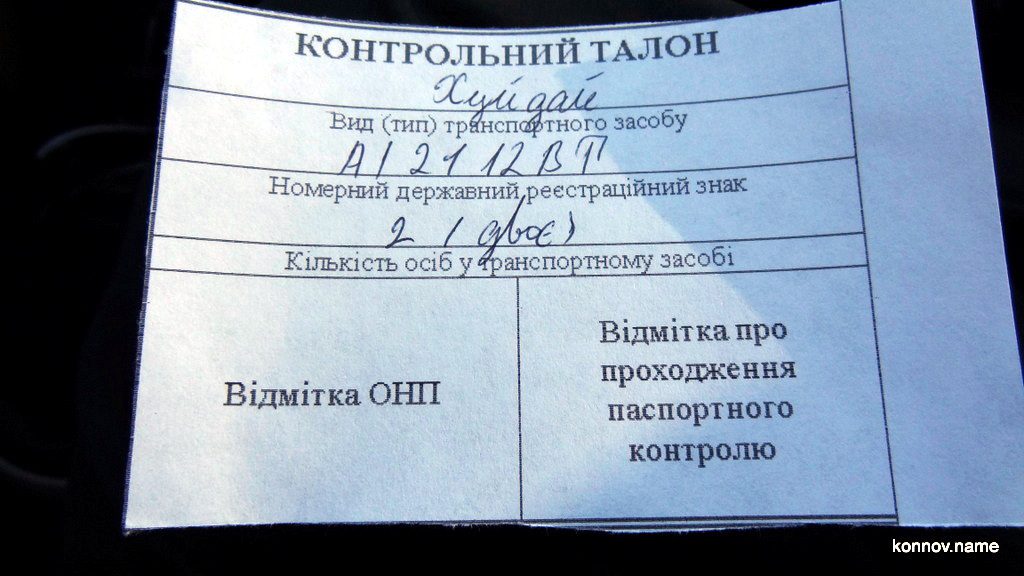 КОНТРОЛЬНИЙ ТАЛОН
Хуйдай
Вид (тип) транспортного засобу
АІ 2112 ВТ
Номерний державний реєстраційний знак
2 (двоє)
Кількість осіб у транспортному засобі
Відмітка ОНП
Відмітка про
проходження
паспортного
контролю
konnov.name